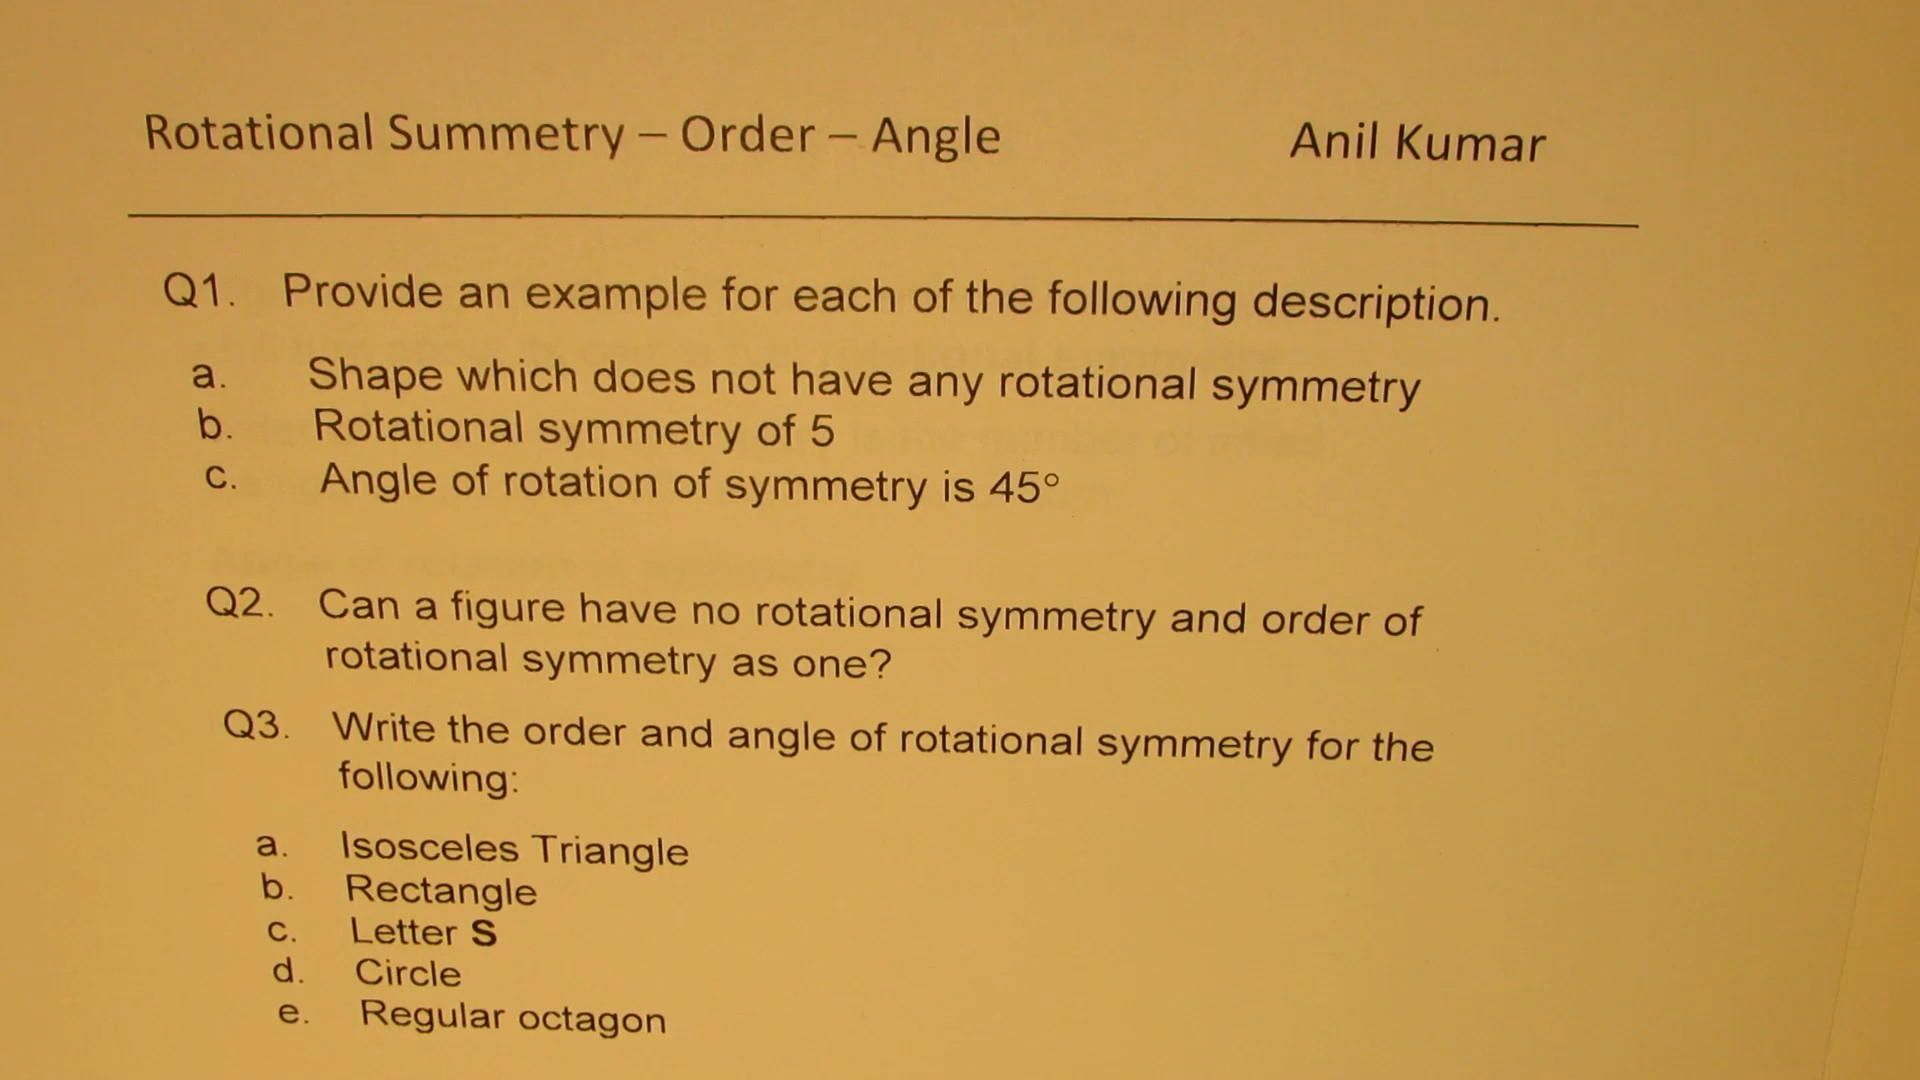 Rotational Summetry – Order – Angle Anil Kumar
Q1. Provide an example for each of the following description.
a. Shape which does not have any rotational symmetry
b. Rotational symmetry of 5
c. Angle of rotation of symmetry is 45°
Q2. Can a figure have no rotational symmetry and order of
rotational symmetry as one?
Q3. Write the order and angle of rotational symmetry for the
following:
a. Isosceles Triangle
b. Rectangle
c. Letter S
d. Circle
e. Regular octagon